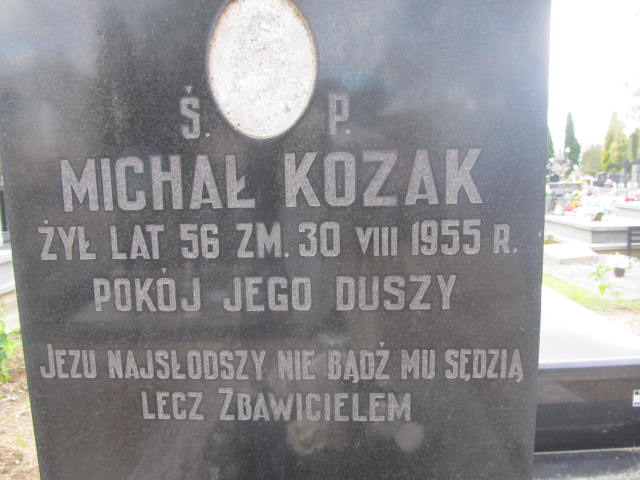 Ś. P.
MICHAŁ KOZAK
ŻYŁ LAT 56 ZM. 30 VIII 1955 R.
POKÓJ JEGO DUSZY
JEZU NAJSŁODSZY NIE BĄDŹ MU SĘDZIĄ
LECZ ZBAWICIELEM